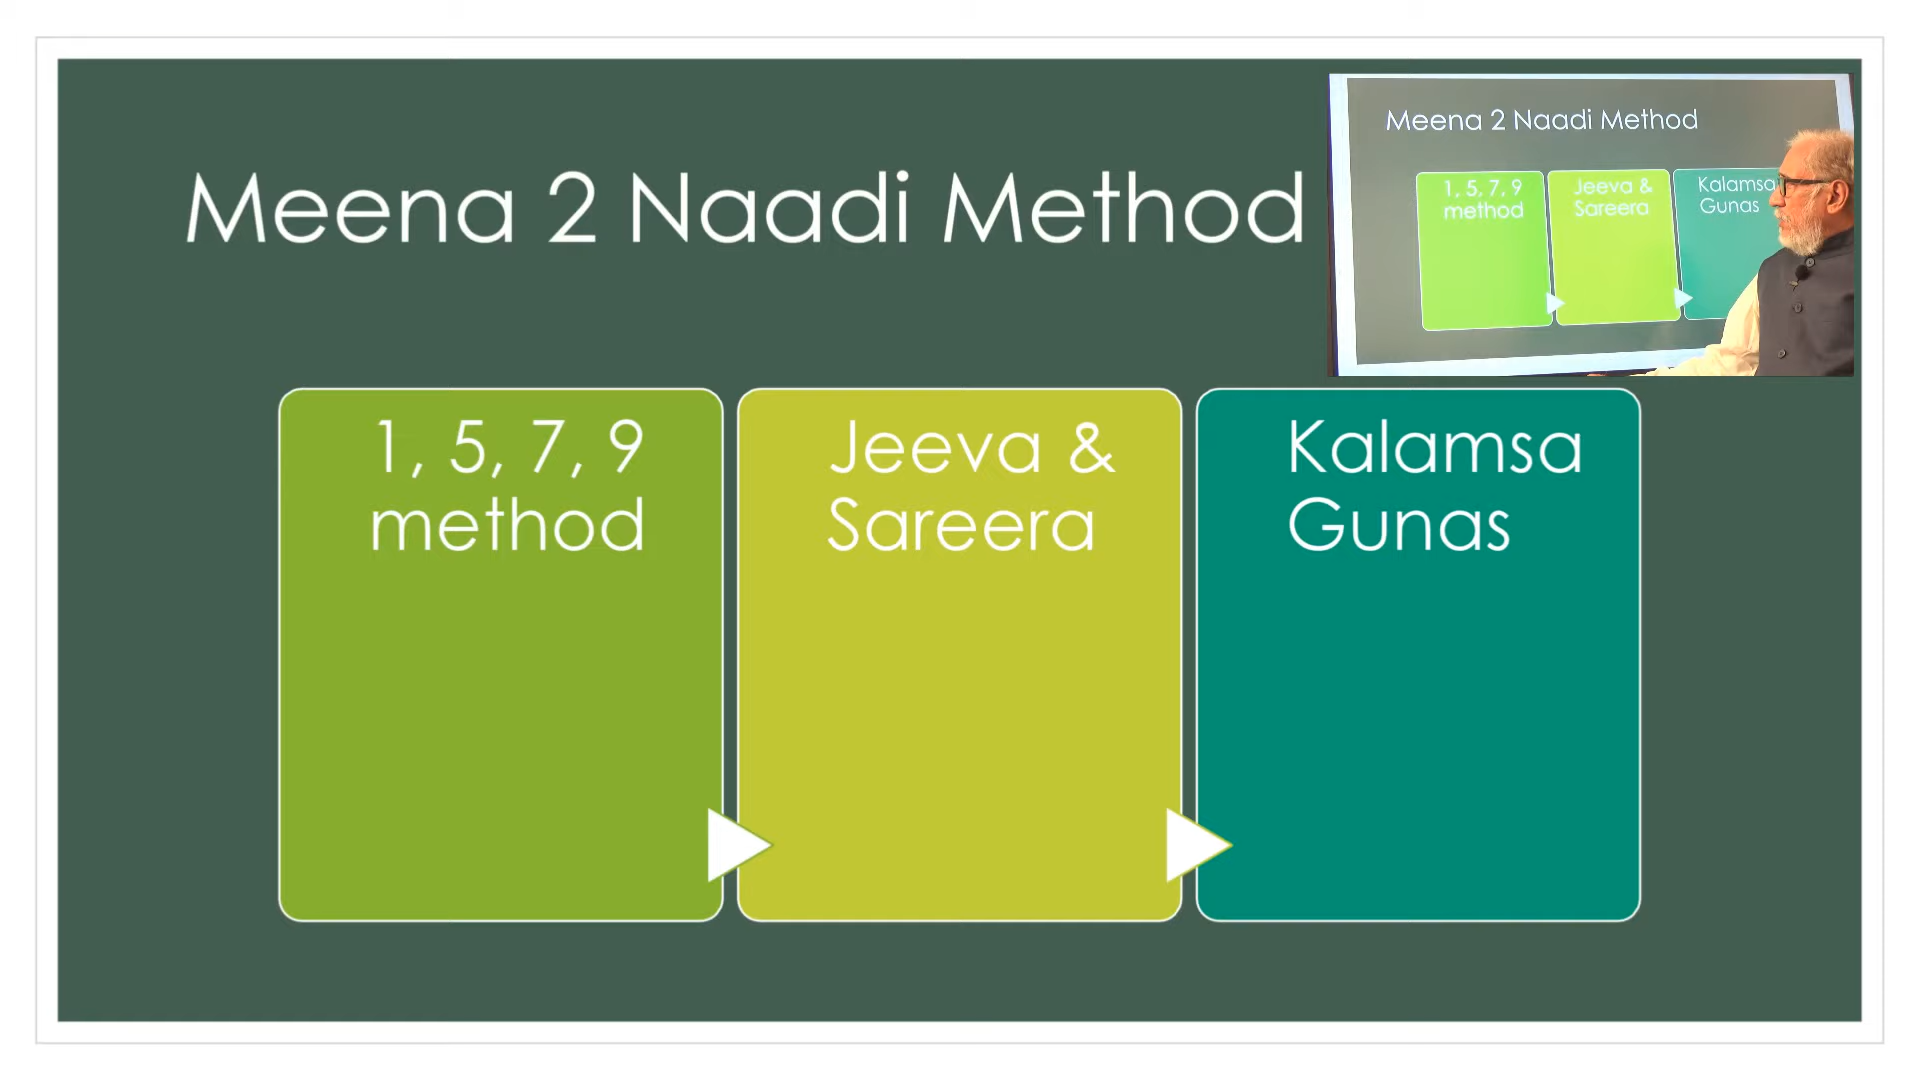 Meena 2 Naadi Method
1, 5, 7, 9
method
Jeeva &
Sareera
Kalamsa
Gunas
Meena 2 Naadi Method
1, 5, 7, 9
method
Jeeva &
Sareera
Kalamsa
Gunas